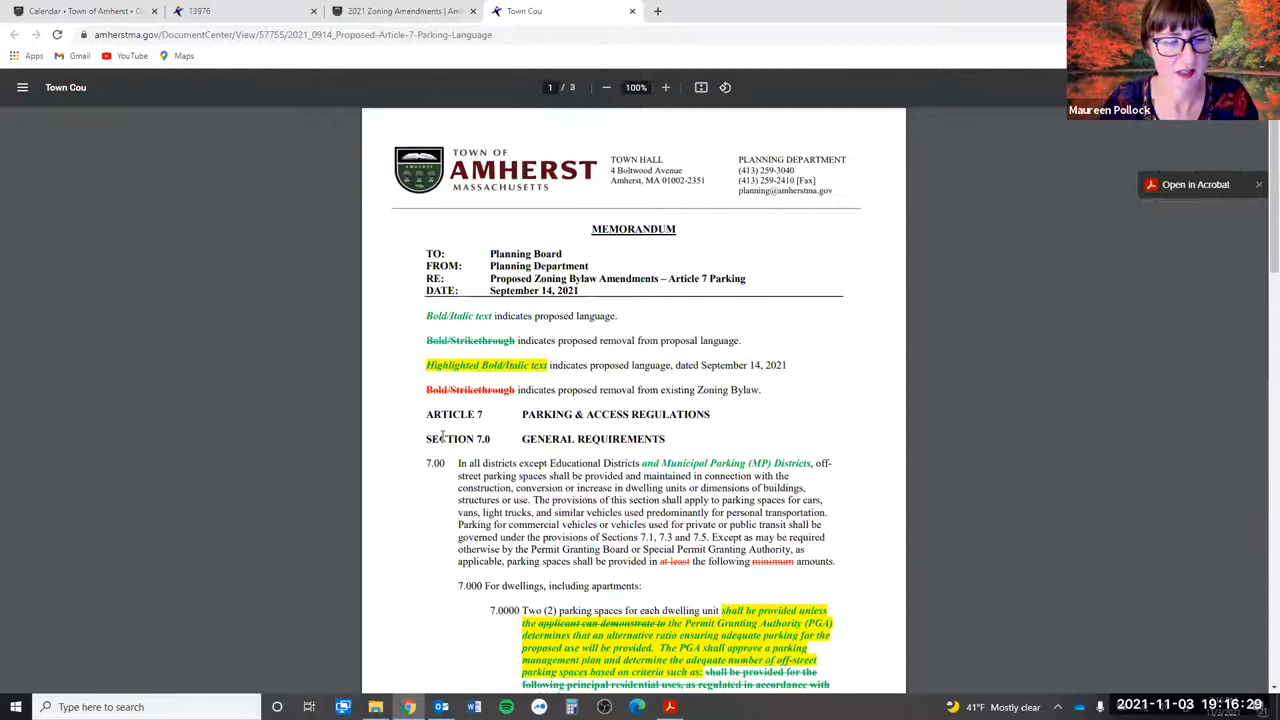 Calendar • Town of Amherst • C
13976
2021 Zoning Amendments | Amh
Town Cou
amherstma.gov/DocumentCenter/View/57755/2021_0914_Proposed-Article-7-Parking-Language
Apps
Gmail
YouTube
Maps
Town Cou
1 / 3
100%
Maureen Pollock
Open in Acrobat
TOWN OF
AMHERST
MASSACHUSETTS
TOWN HALL
4 Boltwood Avenue
Amherst, MA 01002-2351
PLANNING DEPARTMENT
(413) 259-3040
(413) 259-2410 [Fax]
planning@amherstma.gov
MEMORANDUM
TO: Planning Board
FROM: Planning Department
RE: Proposed Zoning Bylaw Amendments – Article 7 Parking
DATE: September 14, 2021
Bold/Italic text indicates proposed language.
Bold/Strikethrough indicates proposed removal from proposal language.
Highlighted Bold/Italic text indicates proposed language, dated September 14, 2021
Bold/Strikethrough indicates proposed removal from existing Zoning Bylaw.
ARTICLE 7 PARKING & ACCESS REGULATIONS
SECTION 7.0 GENERAL REQUIREMENTS
7.00 In all districts except Educational Districts and Municipal Parking (MP) Districts, off-
street parking spaces shall be provided and maintained in connection with the
construction, conversion or increase in dwelling units or dimensions of buildings,
structures or use. The provisions of this section shall apply to parking spaces for cars,
vans, light trucks, and similar vehicles used predominantly for personal transportation.
Parking for commercial vehicles or vehicles used for private or public transit shall be
governed under the provisions of Sections 7.1, 7.3 and 7.5. Except as may be required
otherwise by the Permit Granting Board or Special Permit Granting Authority, as
applicable, parking spaces shall be provided in at least the following minimum amounts.
7.000 For dwellings, including apartments:
7.0000 Two (2) parking spaces for each dwelling unit shall be provided unless
the applicant can demonstrate to the Permit Granting Authority (PGA)
determines that an alternative ratio ensuring adequate parking for the
proposed use will be provided. The PGA shall approve a parking
management plan and determine the adequate number of off-street
parking spaces based on criteria such as: shall be provided for the
following principal residential uses, as regulated in accordance with
Type here to search
41°F Mostly clear
2021-11-03 19:16:29
11/3/2021